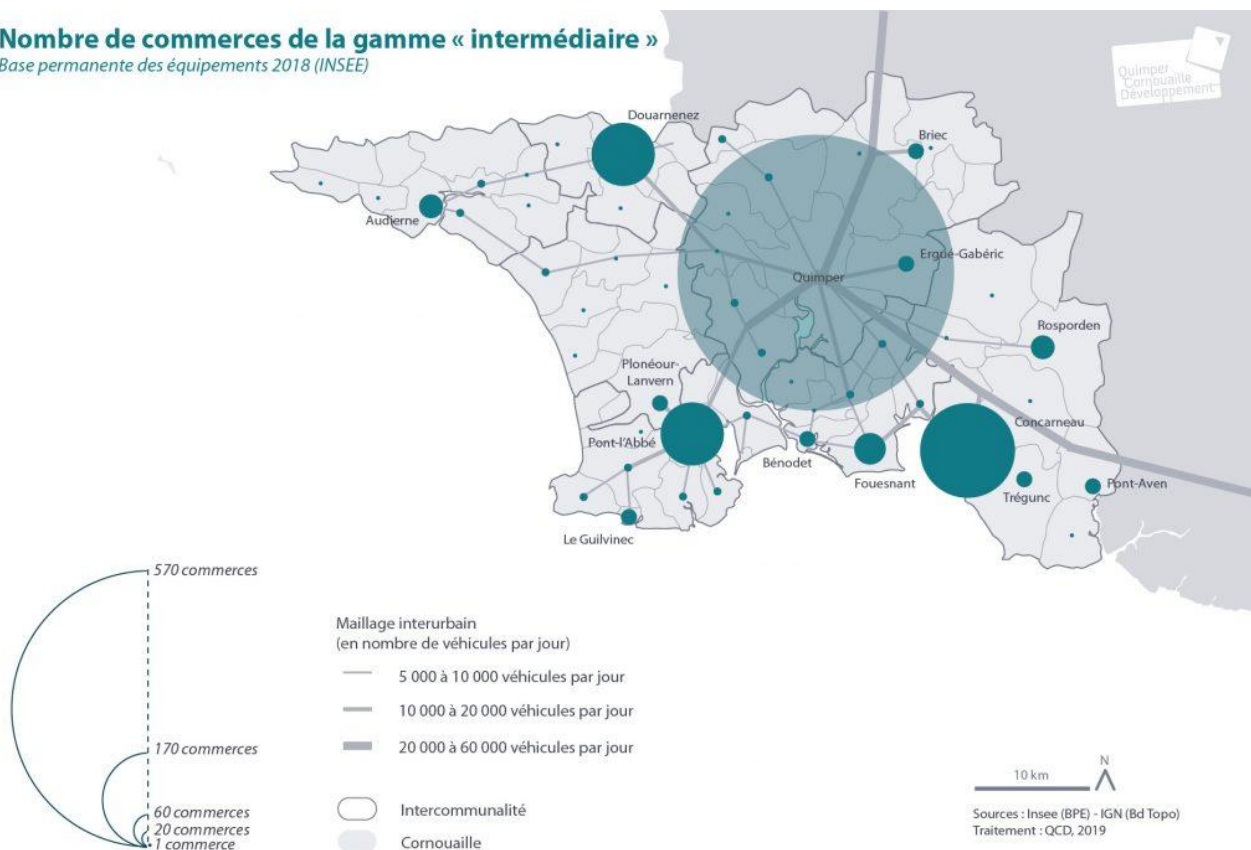 Nombre de commerces de la gamme « intermédiaire »
Base permanente des équipements 2018 (INSEE)
Quimper
Cornouaille
Développement
Douarnenez
Briec
Audierne
Ergué-Gabéric
Quimper
Rosporden
Plonéour-
Lanvern
Concarneau
Pont-l'Abbé
Bénodet
Fouesnant
Trégunc
Pont-Aven
Le Guilvinec
570 commerces
170 commerces
60 commerces
20 commerces
1 commerce
Maillage interurbain
(en nombre de véhicules par jour)
5 000 à 10 000 véhicules par jour
10 000 à 20 000 véhicules par jour
20 000 à 60 000 véhicules par jour
Intercommunalité
Cornouaille
10 km
N
Sources : Insee (BPE) - IGN (Bd Topo)
Traitement : QCD, 2019